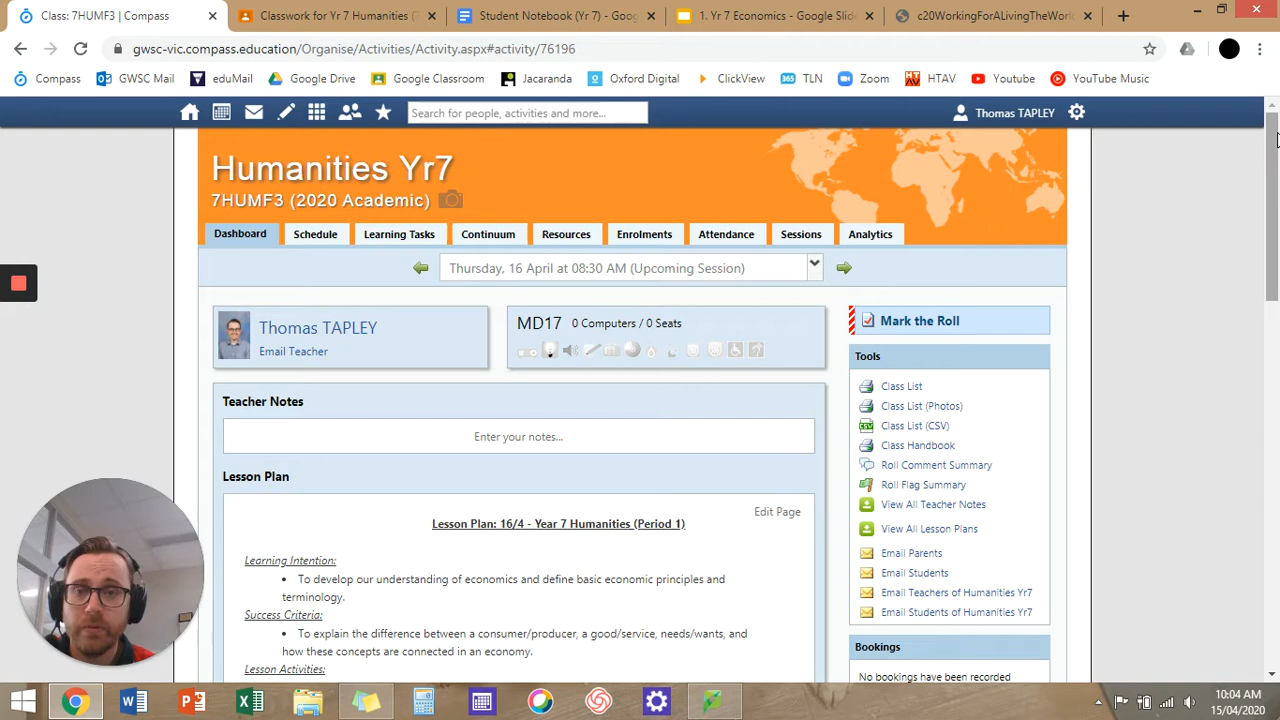 Class: 7HUMF3 | Compass
Classwork for Yr 7 Humanities (
Student Notebook (Yr 7) - Goo
1. Yr 7 Economics - Google Slid
c20WorkingForALivingTheWorl
gwsc-vic.compass.education/Organise/Activities/Activity.aspx#activity/76196
Compass GWSC Mail eduMail Google Drive Google Classroom Jacaranda Oxford Digital ClickView 365 TLN Zoom HTAV Youtube YouTube Music
Search for people, activities and more...
Thomas TAPLEY
Humanities Yr7
7HUMF3 (2020 Academic)
Dashboard Schedule Learning Tasks Continuum Resources Enrolments Attendance Sessions Analytics
Thursday, 16 April at 08:30 AM (Upcoming Session)
Thomas TAPLEY
Email Teacher
MD17 0 Computers / 0 Seats
Mark the Roll
Tools
Class List
Class List (Photos)
Class List (CSV)
Class Handbook
Roll Comment Summary
Roll Flag Summary
View All Teacher Notes
View All Lesson Plans
Email Parents
Email Students
Email Teachers of Humanities Yr7
Email Students of Humanities Yr7
Bookings
No bookings have been recorded
Teacher Notes
Enter your notes...
Lesson Plan
Edit Page
Lesson Plan: 16/4 - Year 7 Humanities (Period 1)
Learning Intention:
• To develop our understanding of economics and define basic economic principles and
terminology.
Success Criteria:
• To explain the difference between a consumer/producer, a good/service, needs/wants, and
how these concepts are connected in an economy.
Lesson Activities:
10:04 AM
15/04/2020